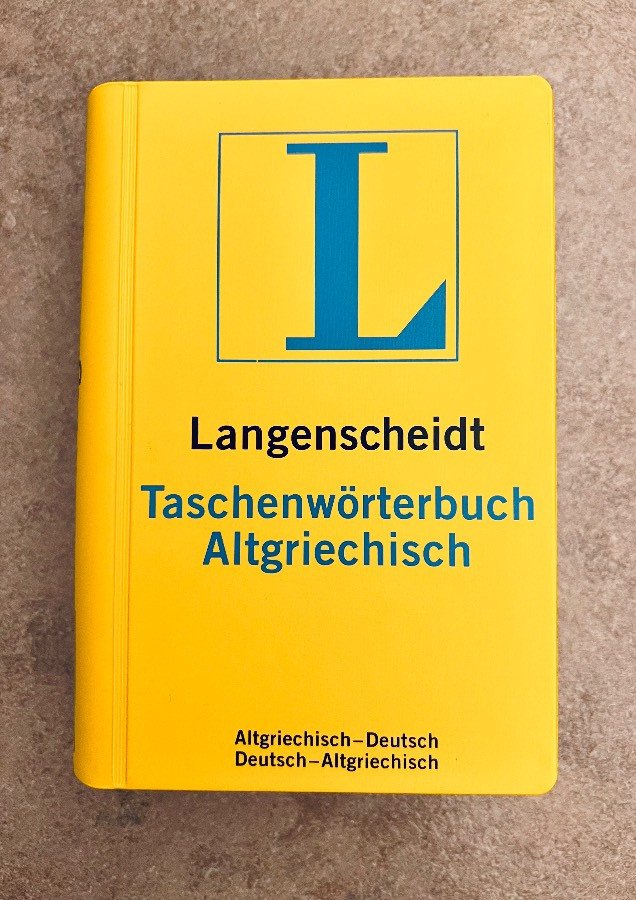 L
Langenscheidt
Taschenwörterbuch
Altgriechisch
Altgriechisch–Deutsch
Deutsch–Altgriechisch